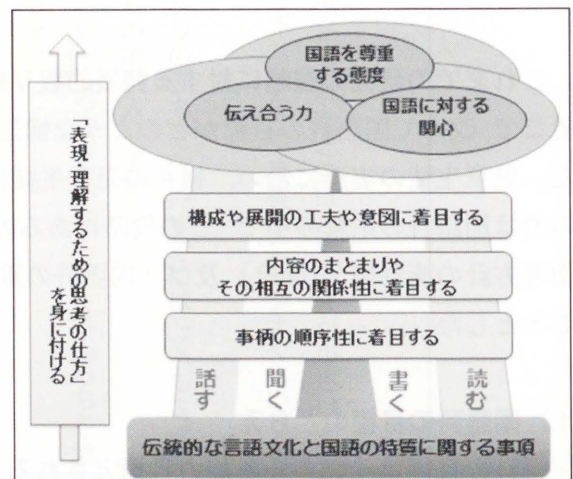 「表現・理解するための思考の仕方」
を身に付ける
国語を尊重
する態度
伝え合う力
国語に対する
関心
構成や展開の工夫や意図に着目する
内容のまとまりや
その相互の関係性に着目する
事柄の順序性に着目する
話す
聞く
書く
読む
伝統的な言語文化と国語の特質に関する事項